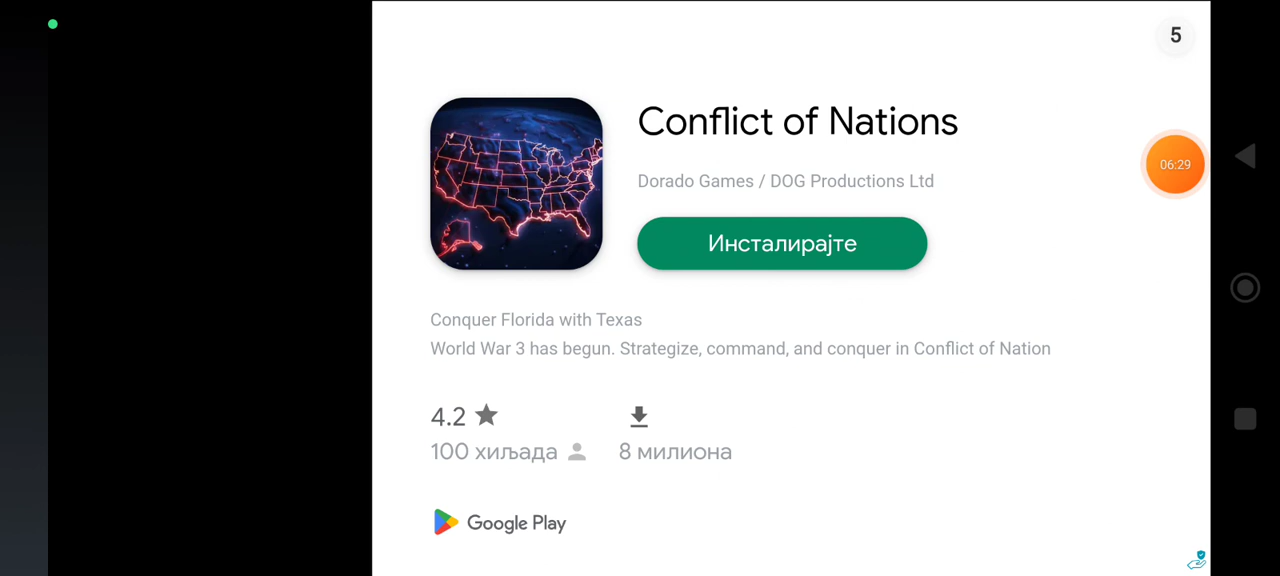 5
Conflict of Nations
06:29
Dorado Games / DOG Productions Ltd
Инсталирајте
Conquer Florida with Texas
World War 3 has begun. Strategize, command, and conquer in Conflict of Nation
4.2
100 хиљада 8 милиона
Google Play